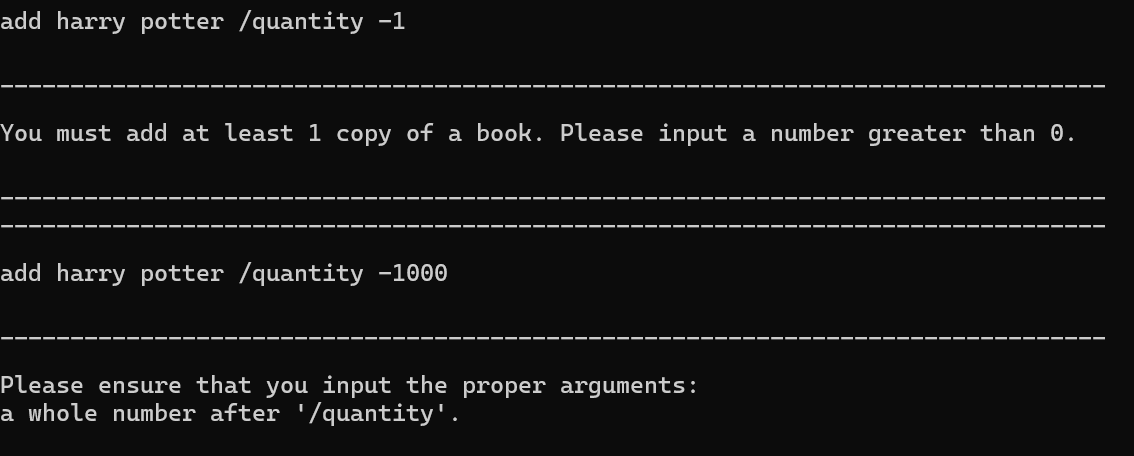 add harry potter /quantity -1
-------------------------------------------------------------------------------
You must add at least 1 copy of a book. Please input a number greater than 0.
-------------------------------------------------------------------------------
-------------------------------------------------------------------------------
add harry potter /quantity -1000
-------------------------------------------------------------------------------
Please ensure that you input the proper arguments:
a whole number after '/quantity'.